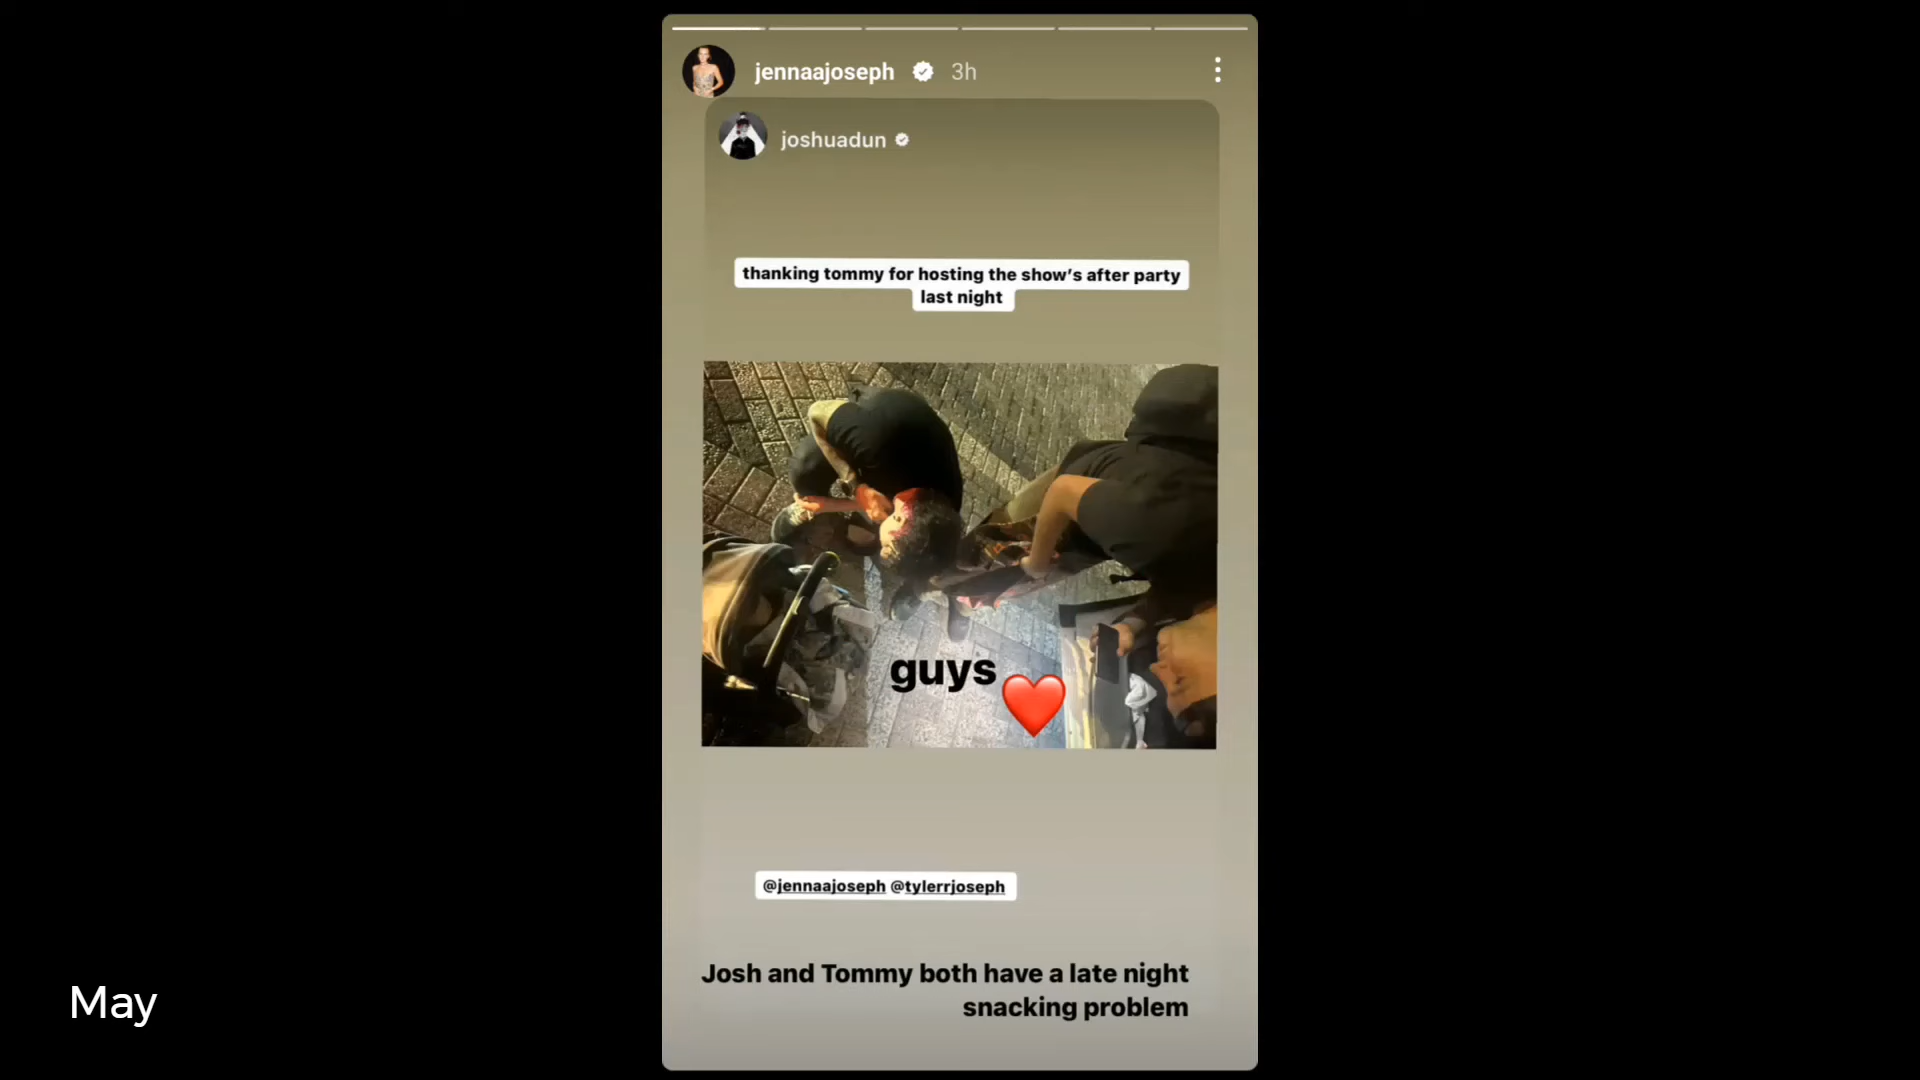 jennaajoseph 3h
joshuadun
thanking tommy for hosting the show's after party
last night
guys
@jennaajoseph @tylerrjoseph
Josh and Tommy both have a late night
snacking problem
May